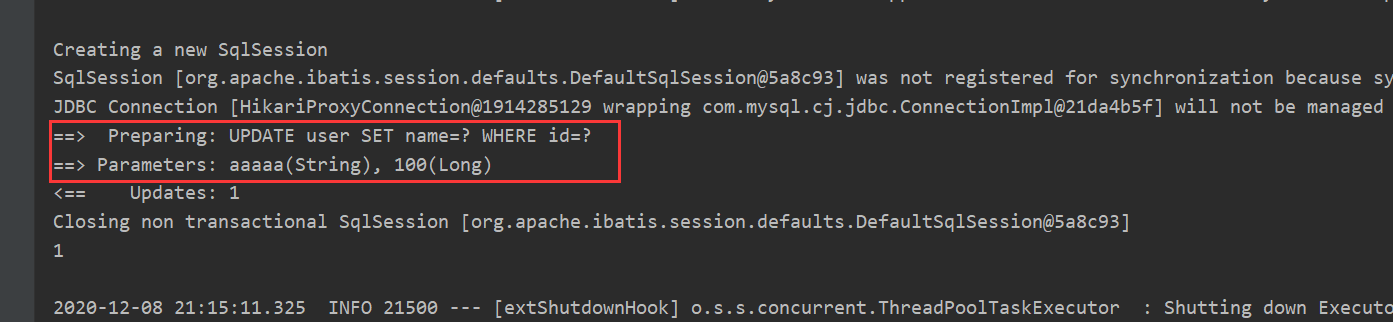 Creating a new SqlSession
SqlSession [org.apache.ibatis.session.defaults.DefaultSqlSession@5a8c93] was not registered for synchronization because sy
JDBC Connection [HikariProxyConnection@1914285129 wrapping com.mysql.cj.jdbc.ConnectionImpl@21da4b5f] will not be managed
==>  Preparing: UPDATE user SET name=? WHERE id=?
==> Parameters: aaaaa(String), 100(Long)
<==    Updates: 1
Closing non transactional SqlSession [org.apache.ibatis.session.defaults.DefaultSqlSession@5a8c93]
1
2020-12-08 21:15:11.325  INFO 21500 --- [extShutdownHook] o.s.s.concurrent.ThreadPoolTaskExecutor  : Shutting down Executo